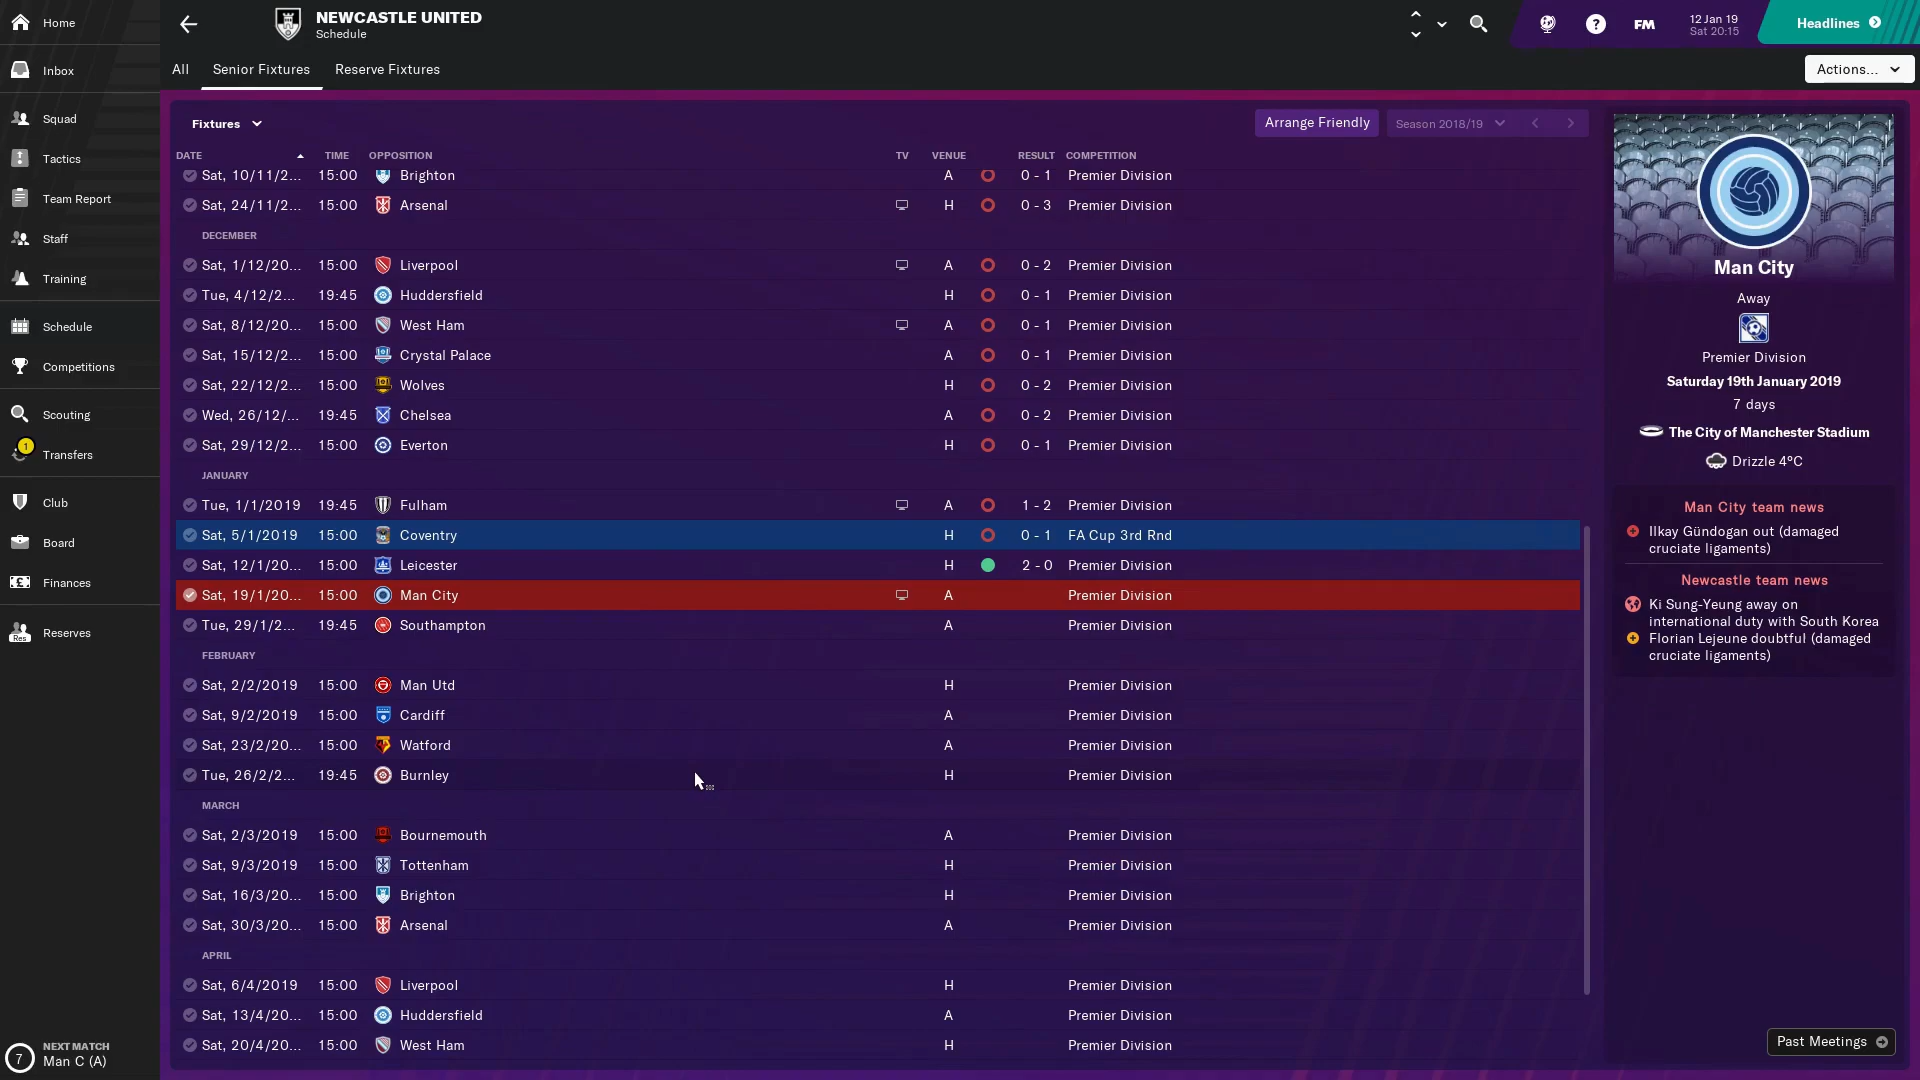 Home
Inbox
Squad
Tactics
Team Report
Staff
Training
Schedule
Competitions
Scouting
1
Transfers
Club
Board
Finances
Res
Reserves
7
NEXT MATCH
Man C (A)
NEWCASTLE UNITED
Schedule
FM
12 Jan 19
Sat 20:15
Headlines
All Senior Fixtures Reserve Fixtures
Actions...
Fixtures
Arrange Friendly
Season 2018/19
DATE TIME OPPOSITION TV VENUE RESULT COMPETITION
Sat, 10/11/2... 15:00 Brighton A 0 - 1 Premier Division
Sat, 24/11/2... 15:00 Arsenal H 0 - 3 Premier Division
DECEMBER
Sat, 1/12/20... 15:00 Liverpool A 0 - 2 Premier Division
Tue, 4/12/2... 19:45 Huddersfield H 0 - 1 Premier Division
Sat, 8/12/20... 15:00 West Ham A 0 - 1 Premier Division
Sat, 15/12/2... 15:00 Crystal Palace A 0 - 1 Premier Division
Sat, 22/12/2... 15:00 Wolves H 0 - 2 Premier Division
Wed, 26/12/... 19:45 Chelsea A 0 - 2 Premier Division
Sat, 29/12/2... 15:00 Everton H 0 - 1 Premier Division
JANUARY
Tue, 1/1/2019 19:45 Fulham A 1 - 2 Premier Division
Sat, 5/1/2019 15:00 Coventry H 0 - 1 FA Cup 3rd Rnd
Sat, 12/1/20... 15:00 Leicester H 2 - 0 Premier Division
Sat, 19/1/20... 15:00 Man City A Premier Division
Tue, 29/1/2... 19:45 Southampton A Premier Division
FEBRUARY
Sat, 2/2/2019 15:00 Man Utd H Premier Division
Sat, 9/2/2019 15:00 Cardiff A Premier Division
Sat, 23/2/20... 15:00 Watford A Premier Division
Tue, 26/2/2... 19:45 Burnley H Premier Division
MARCH
Sat, 2/3/2019 15:00 Bournemouth A Premier Division
Sat, 9/3/2019 15:00 Tottenham H Premier Division
Sat, 16/3/20... 15:00 Brighton H Premier Division
Sat, 30/3/20... 15:00 Arsenal A Premier Division
APRIL
Sat, 6/4/2019 15:00 Liverpool H Premier Division
Sat, 13/4/20... 15:00 Huddersfield A Premier Division
Sat, 20/4/20... 15:00 West Ham H Premier Division
Man City
Away
Premier Division
Saturday 19th January 2019
7 days
The City of Manchester Stadium
Drizzle 4°C
Man City team news
Ilkay Gündogan out (damaged
cruciate ligaments)
Newcastle team news
Ki Sung-Yeung away on
international duty with South Korea
Florian Lejeune doubtful (damaged
cruciate ligaments)
Past Meetings